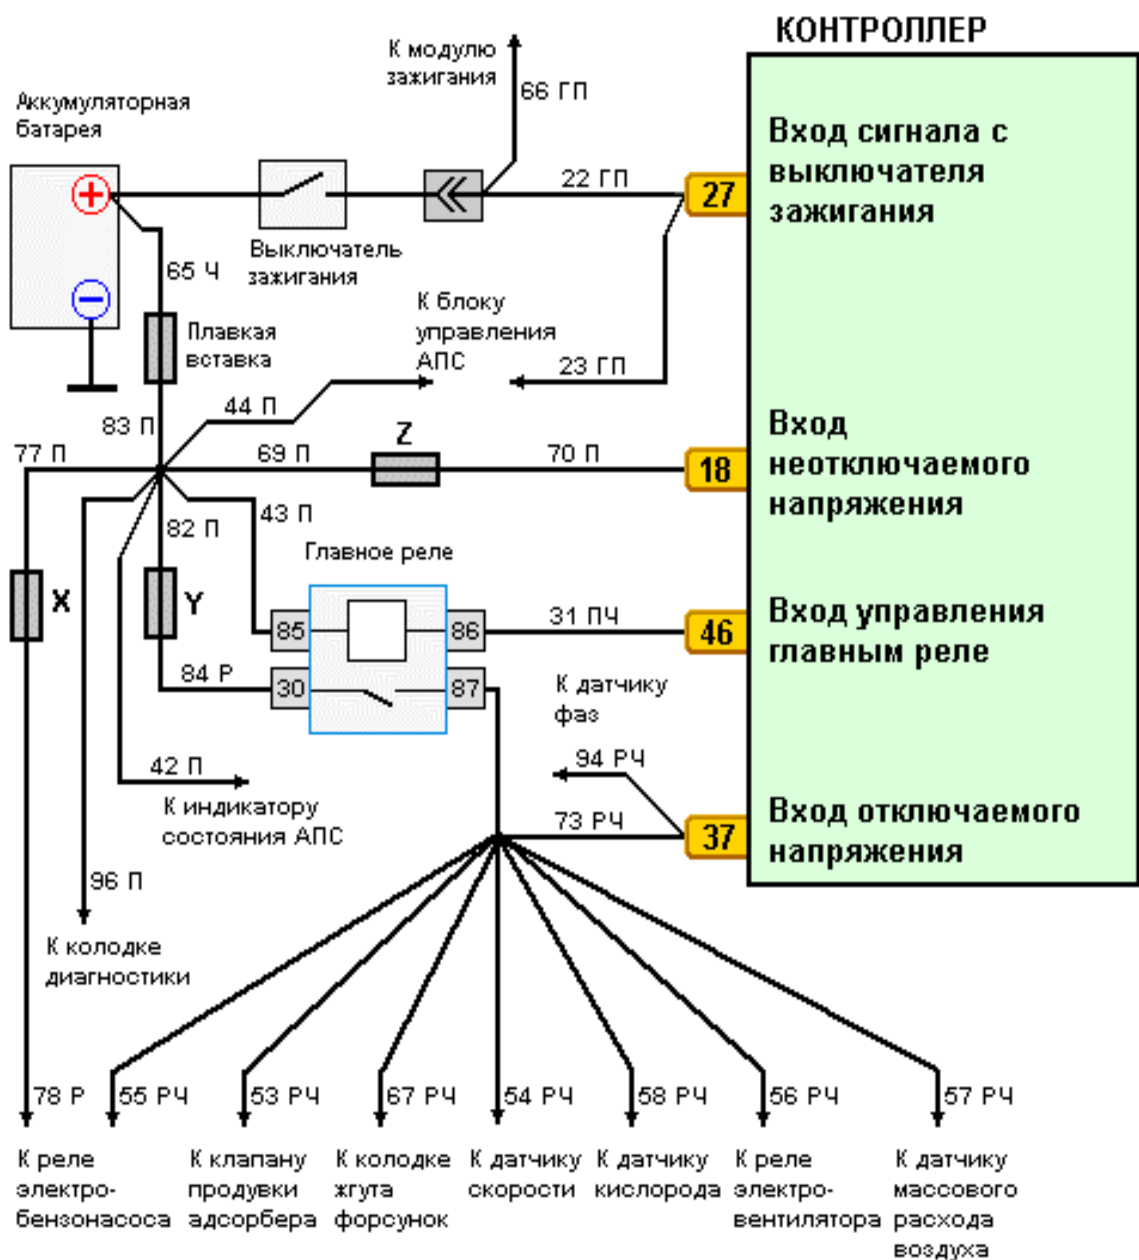 КОНТРОЛЛЕР
К модулю
зажигания
66 ГП
Аккумуляторная
батарея
Вход сигнала с
выключателя
зажигания
22 ГП
27
Выключатель
зажигания
65 Ч
Плавкая
вставка
К блоку
управления
АПС
23 ГП
44 П
83 П
77 П
69 П
Z
70 П
18
Вход
неотключаемого
напряжения
43 П
82 П
Главное реле
X
Y
85
86
31 ПЧ
46
Вход управления
главным реле
84 Р
30
87
К датчику
фаз
94 РЧ
42 П
К индикатору
состояния АПС
73 РЧ
37
Вход отключаемого
напряжения
96 П
К колодке
диагностики
78 Р
55 РЧ
53 РЧ
67 РЧ
54 РЧ
58 РЧ
56 РЧ
57 РЧ
К реле
электро-
бензонасоса
К клапану
продувки
адсорбера
К колодке
жгута
форсунок
К датчику
скорости
К датчику
кислорода
К реле
электро-
вентилятора
К датчику
массового
расхода
воздуха